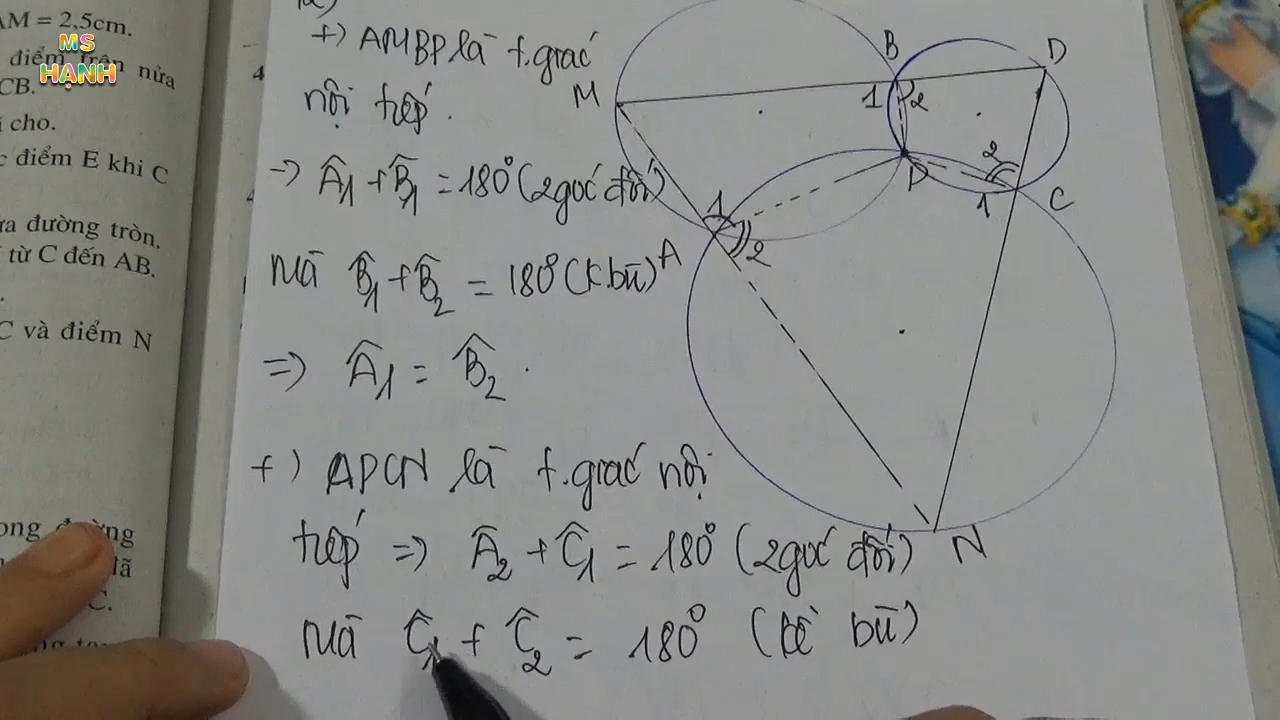 AM = 2,5cm.
điểm trên nửa
CB.
cho.
điểm E khi C
đường tròn.
từ C đến AB.
C và điểm N
MS
HẠNH
4
+) AMBP là t.giác
nội tiếp.
→ Â1 + B̂1 = 180° (2 góc đối)
Mà B̂1 + B̂2 = 180° (k.bù)
=> Â1 = B̂2.
+) APCN là t.giác nội
tiếp => Â2 + Ĉ1 = 180° (2 góc đối)
Mà Ĉ1 + Ĉ2 = 180° (kề bù)
M
B
D
1
2
P
2
1
C
1
2
A
N